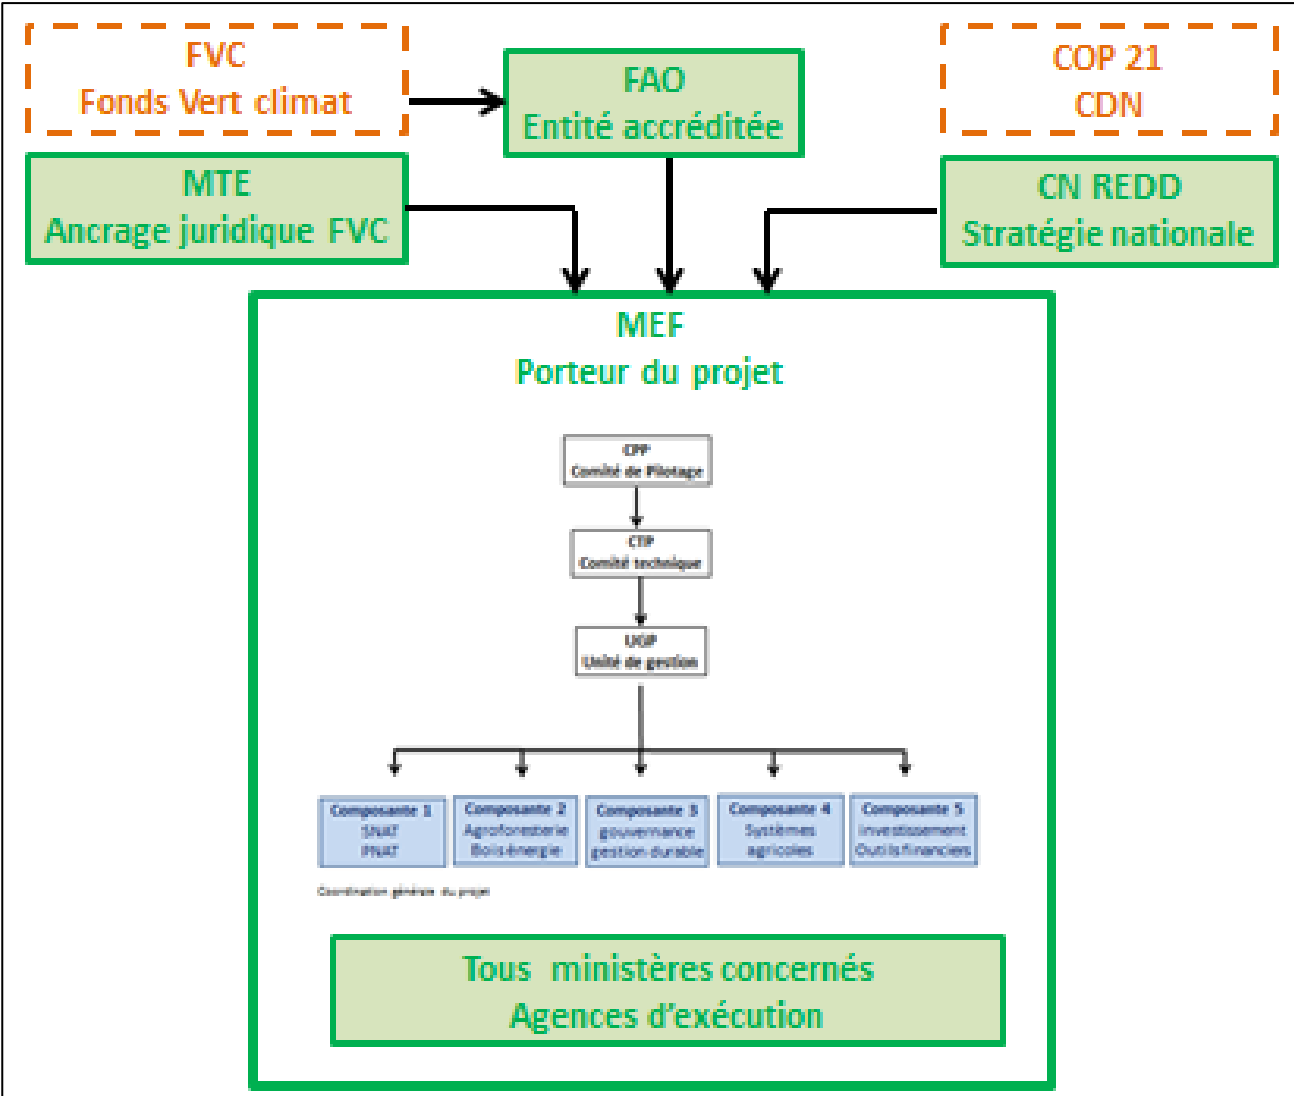 FVC
Fonds Vert climat
FAO
Entité accréditée
COP 21
CDN
MTE
Ancrage juridique FVC
CN REDD
Stratégie nationale
MEF
Porteur du projet
CPP
Comité de Pilotage
CTP
Comité technique
UGP
Unité de gestion
Composante 1
SNAT
PNAT
Composante 2
Agroforesterie
Bois énergie
Composante 3
gouvernance
gestion durable
Composante 4
Systèmes
agricoles
Composante 5
Investissement
Outils financiers
Coordination générale du projet
Tous ministères concernés
Agences d'exécution